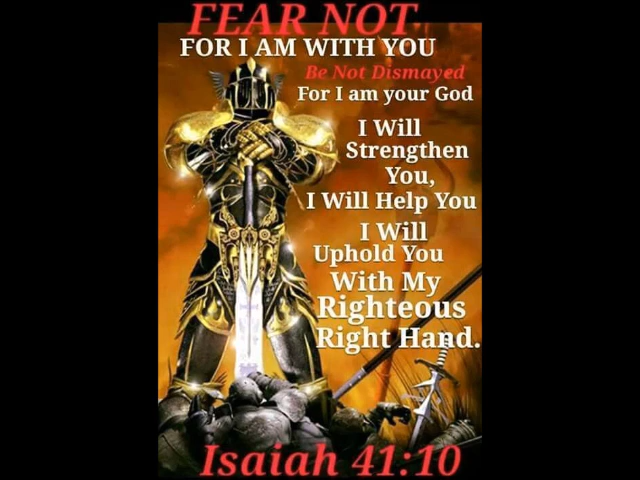 FEAR NOT
FOR I AM WITH YOU
Be Not Dismayed
For I am your God
I Will
Strengthen
You,
I Will Help You
I Will
Uphold You
With My
Righteous
Right Hand.
Isaiah 41:10